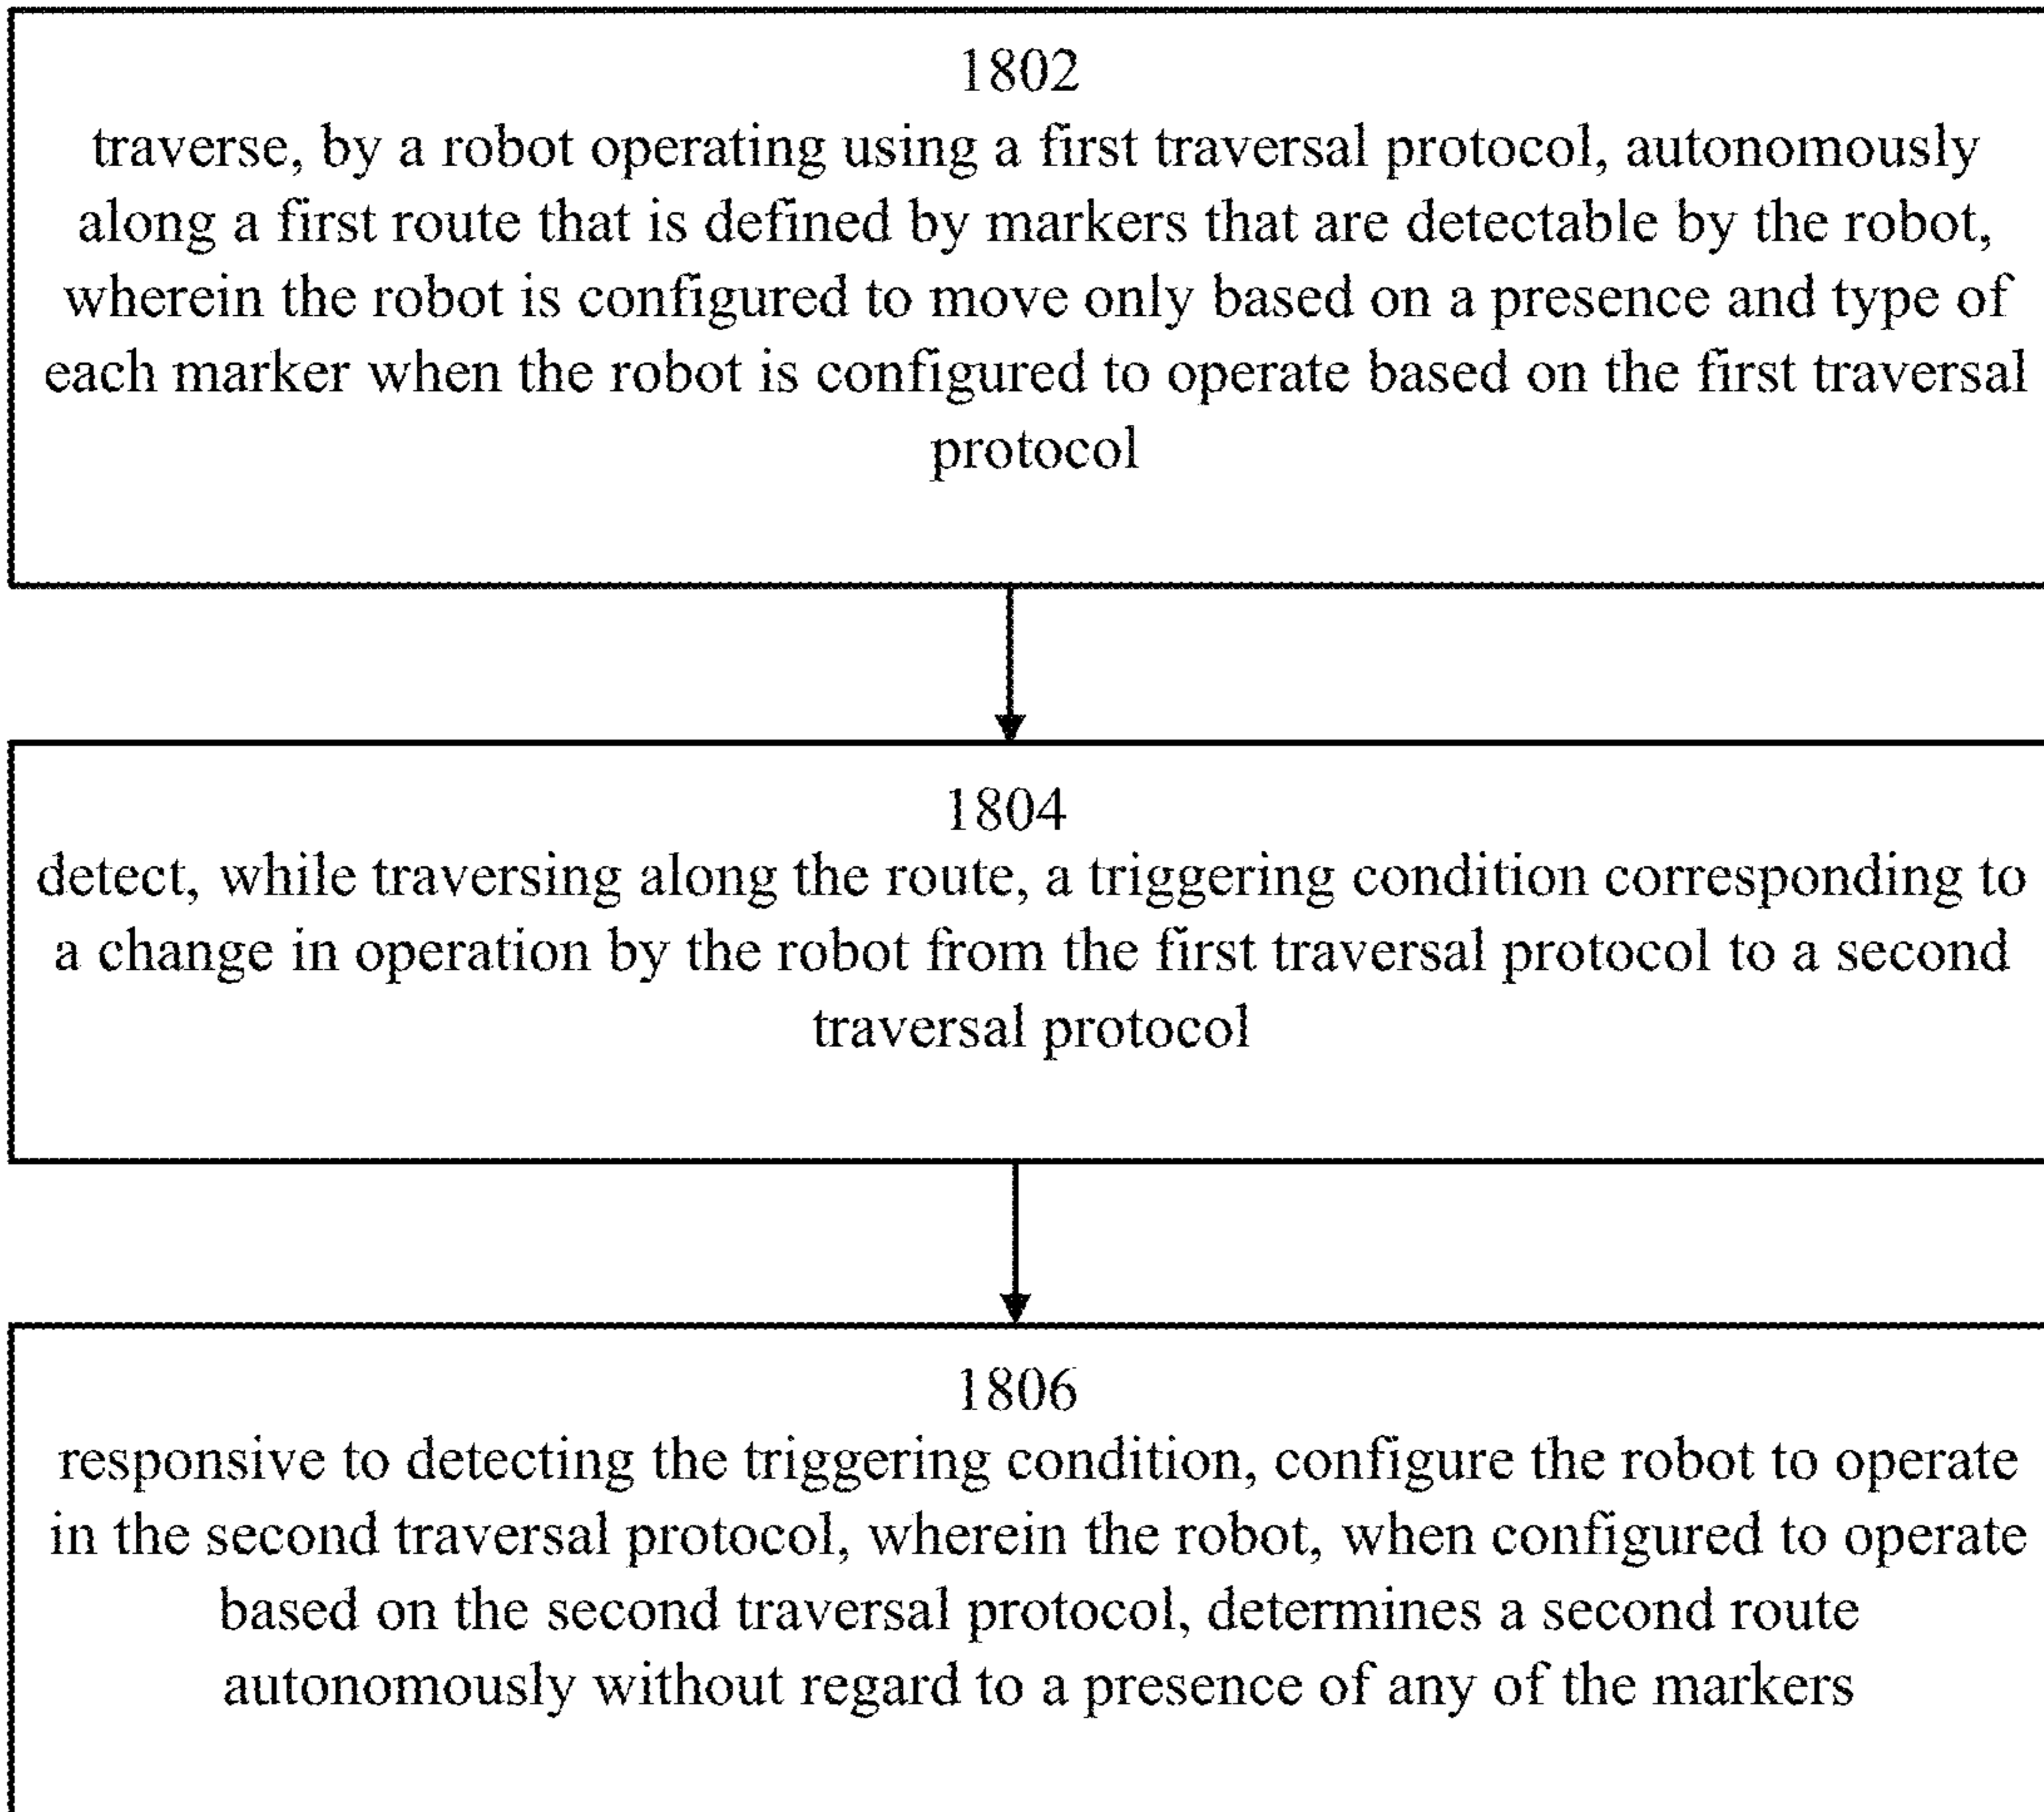 1802
traverse, by a robot operating using a first traversal protocol, autonomously
along a first route that is defined by markers that are detectable by the robot,
wherein the robot is configured to move only based on a presence and type of
each marker when the robot is configured to operate based on the first traversal
protocol
1804
detect, while traversing along the route, a triggering condition corresponding to
a change in operation by the robot from the first traversal protocol to a second
traversal protocol
1806
responsive to detecting the triggering condition, configure the robot to operate
in the second traversal protocol, wherein the robot, when configured to operate
based on the second traversal protocol, determines a second route
autonomously without regard to a presence of any of the markers